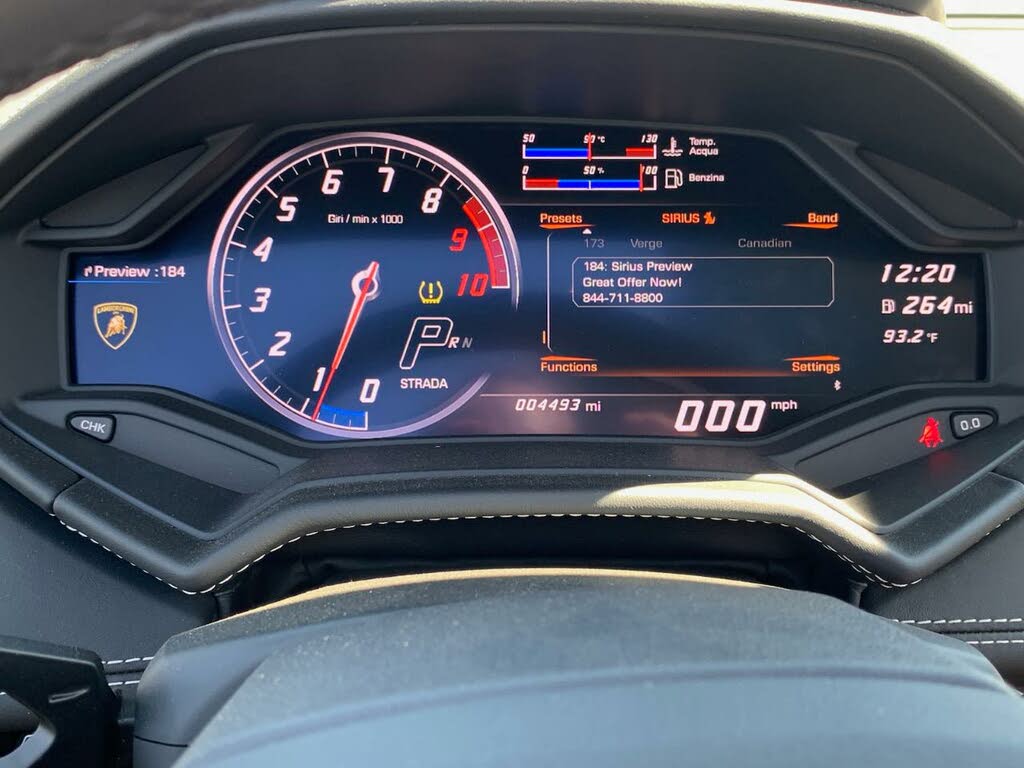 50 90 °C 130
Temp.
Acqua
0 50 % 100
Benzina
Presets SIRIUS Band
173 Verge Canadian
184: Sirius Preview
Great Offer Now!
844-711-8800
Functions Settings
Preview :184
LAMBORGHINI
0
1
2
3
4
5
6
7
8
9
10
Giri / min x 1000
P R N
STRADA
12:20
264 mi
93.2 °F
004493 mi
000 mph
CHK
0.0